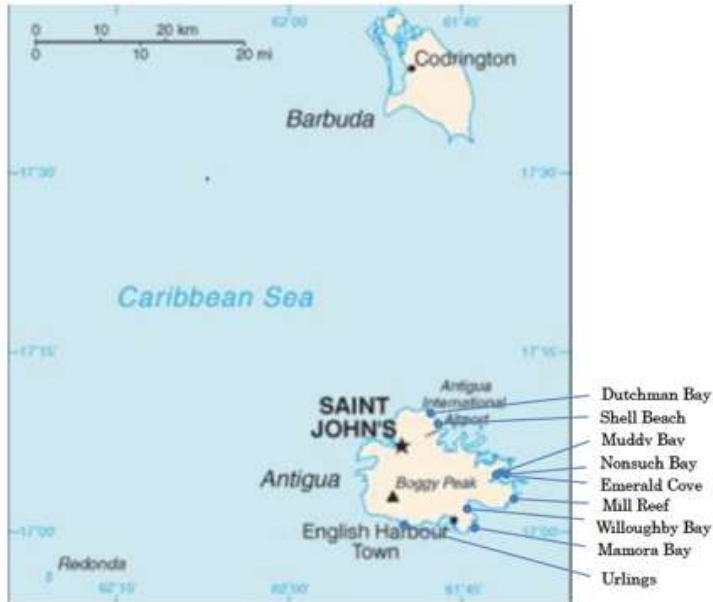 62°00' 61°45'
0 10 20 km
0 10 20 mi
Codrington
Barbuda
17°30' 17°30'
Caribbean Sea
17°15' 17°15'
Antigua
International
Airport
SAINT
JOHN'S
Antigua
Boggy Peak
English Harbour
Town
17°00' 17°00'
Redonda
62°15' 62°00' 61°45'
Dutchman Bay
Shell Beach
Muddy Bay
Nonsuch Bay
Emerald Cove
Mill Reef
Willoughby Bay
Mamora Bay
Urlings